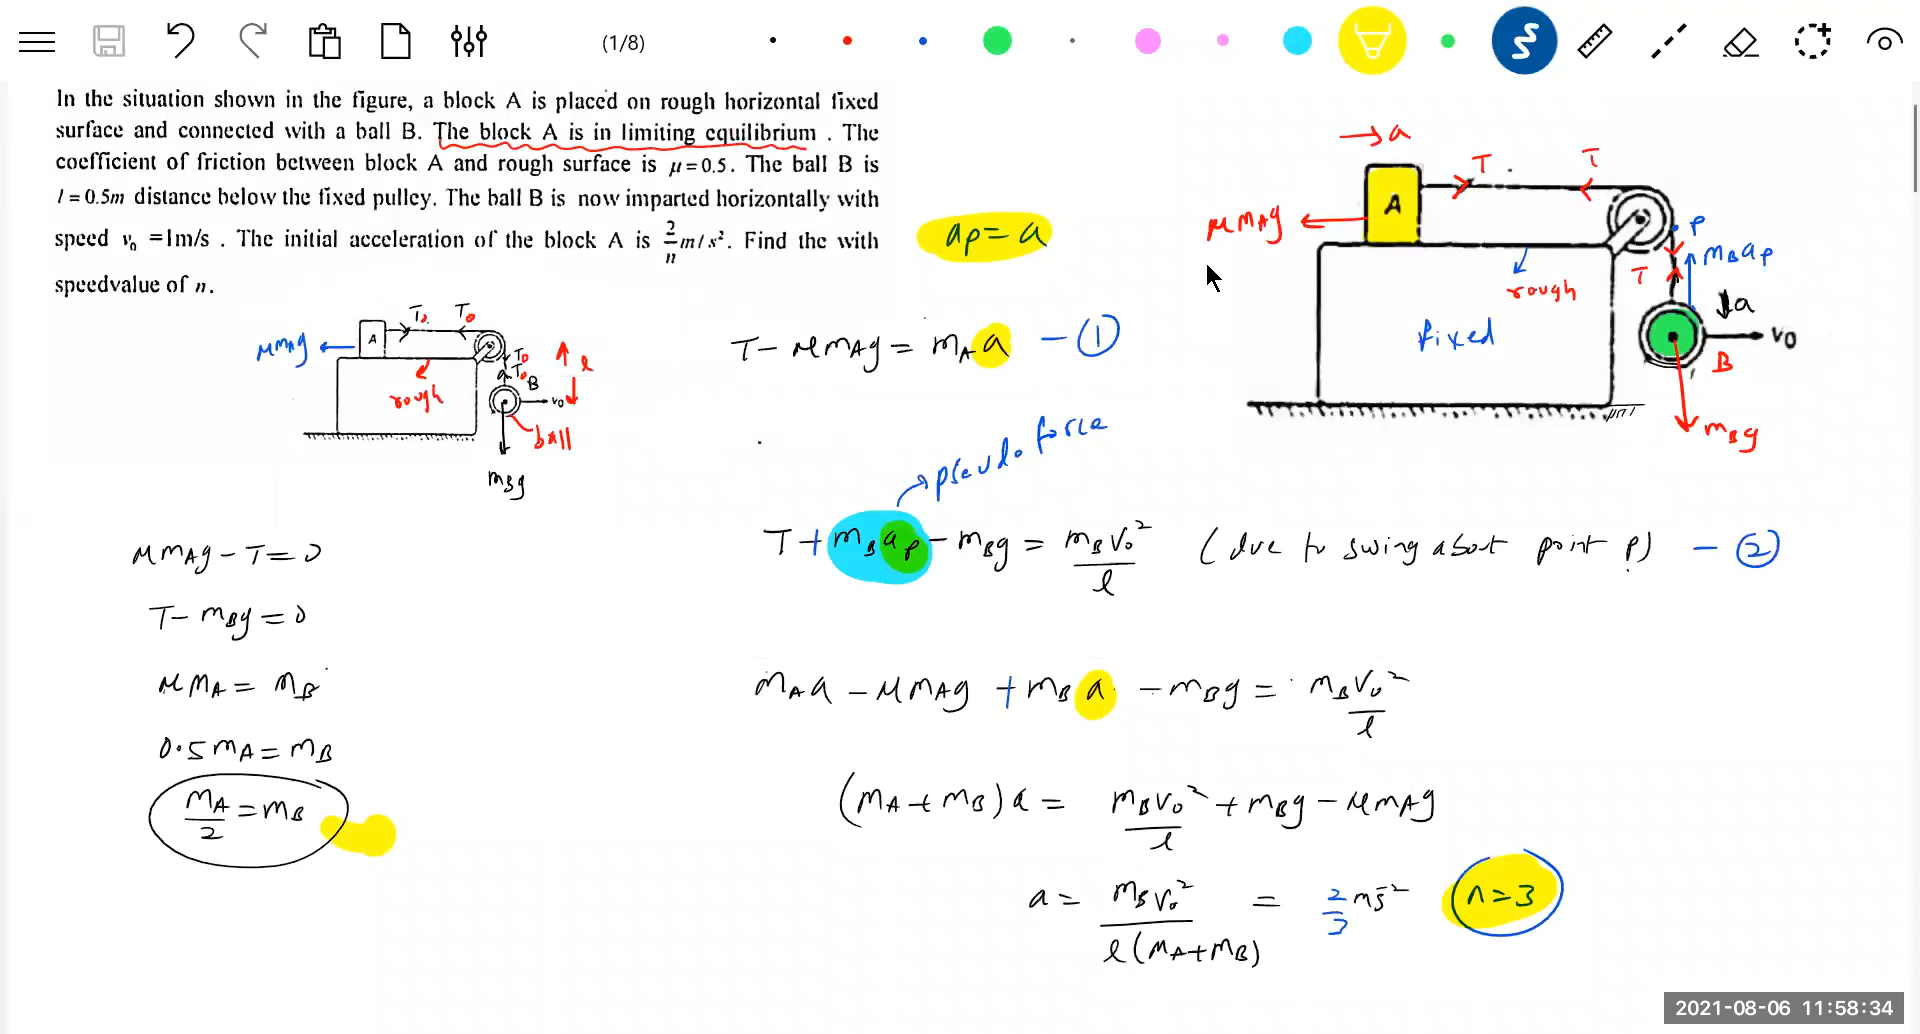 (1/8)
In the situation shown in the figure, a block A is placed on rough horizontal fixed
surface and connected with a ball B. The block A is in limiting equilibrium . The
coefficient of friction between block A and rough surface is μ = 0.5. The ball B is
l = 0.5m distance below the fixed pulley. The ball B is now imparted horizontally with
speed v₀ =1m/s . The initial acceleration of the block A is 2/n m/s². Find the with
speedvalue of n.
aP = a
→a
T T
A
μmAg
P
mBaP
T
rough
↓a
fixed
v₀
B
mBg
T₀ T₀
μmAg
A
T₀
T₀
l
B
rough
v₀
ball
mBg
T - μmAg = mAa - ①
pseudo force
T + mBaP - mBg = mBv₀²/l (due to swing about point P) - ②
μmAg - T = 0
T - mBg = 0
μmA = mB
0.5mA = mB
mA/2 = mB
mAa - μmAg + mBa - mBg = mBv₀²/l
(mA + mB)a = mBv₀²/l + mBg - μmAg
a = mBv₀²/l(mA+mB) = 2/3 ms⁻² n=3
2021-08-06 11:58:34